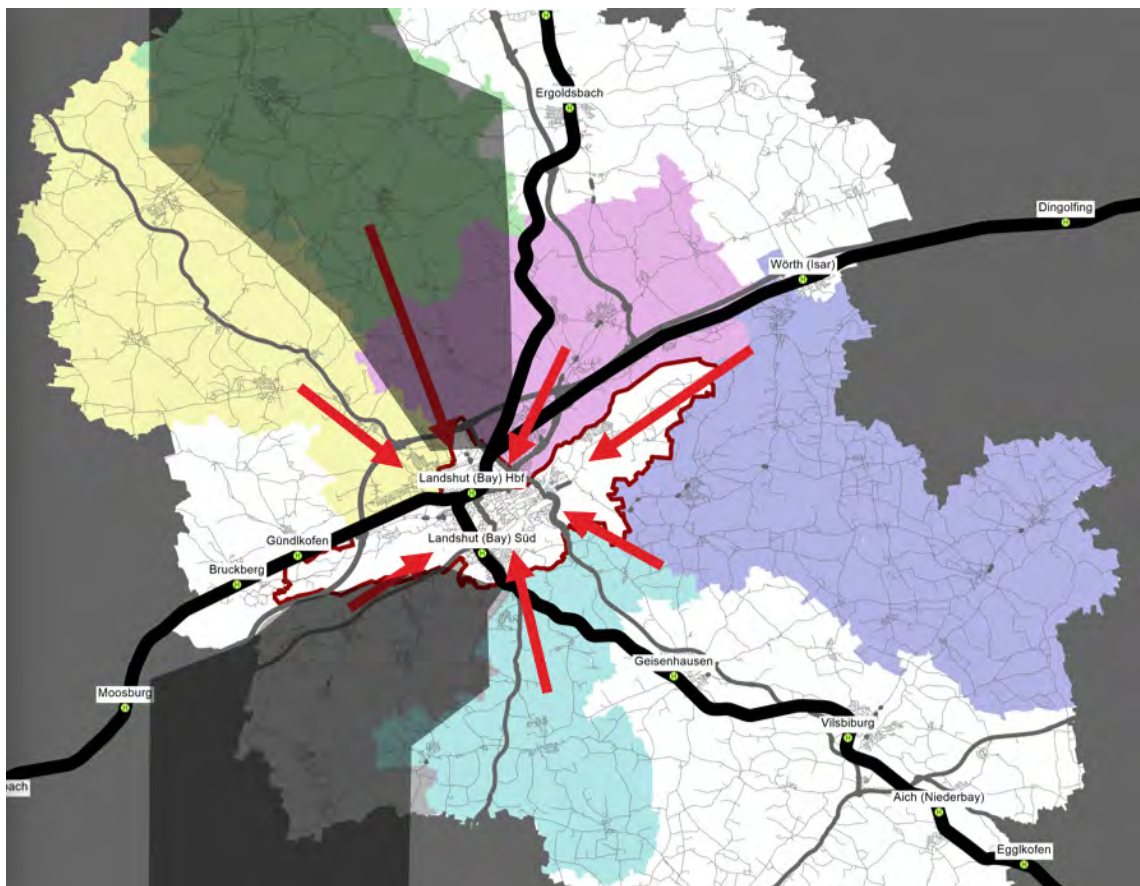 Ergoldsbach
Dingolfing
Wörth (Isar)
Landshut (Bay) Hbf
Landshut (Bay) Süd
Gündlkofen
Bruckberg
Geisenhausen
Moosburg
Vilsbiburg
bach
Aich (Niederbay)
Egglkofen